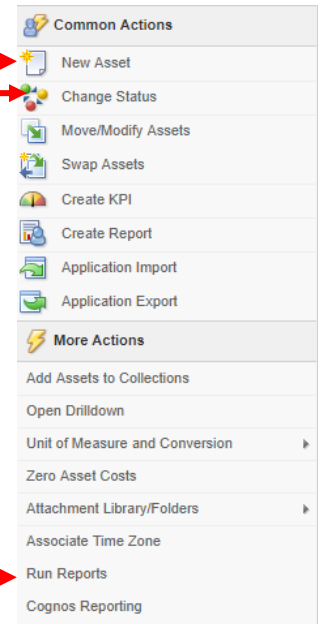 Common Actions
New Asset
Change Status
Move/Modify Assets
Swap Assets
Create KPI
Create Report
Application Import
Application Export
More Actions
Add Assets to Collections
Open Drilldown
Unit of Measure and Conversion
Zero Asset Costs
Attachment Library/Folders
Associate Time Zone
Run Reports
Cognos Reporting